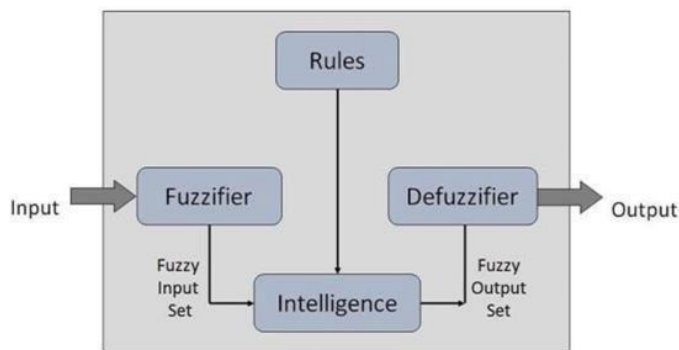 Rules
Fuzzifier
Defuzzifier
Input
Output
Fuzzy
Input
Set
Fuzzy
Output
Set
Intelligence